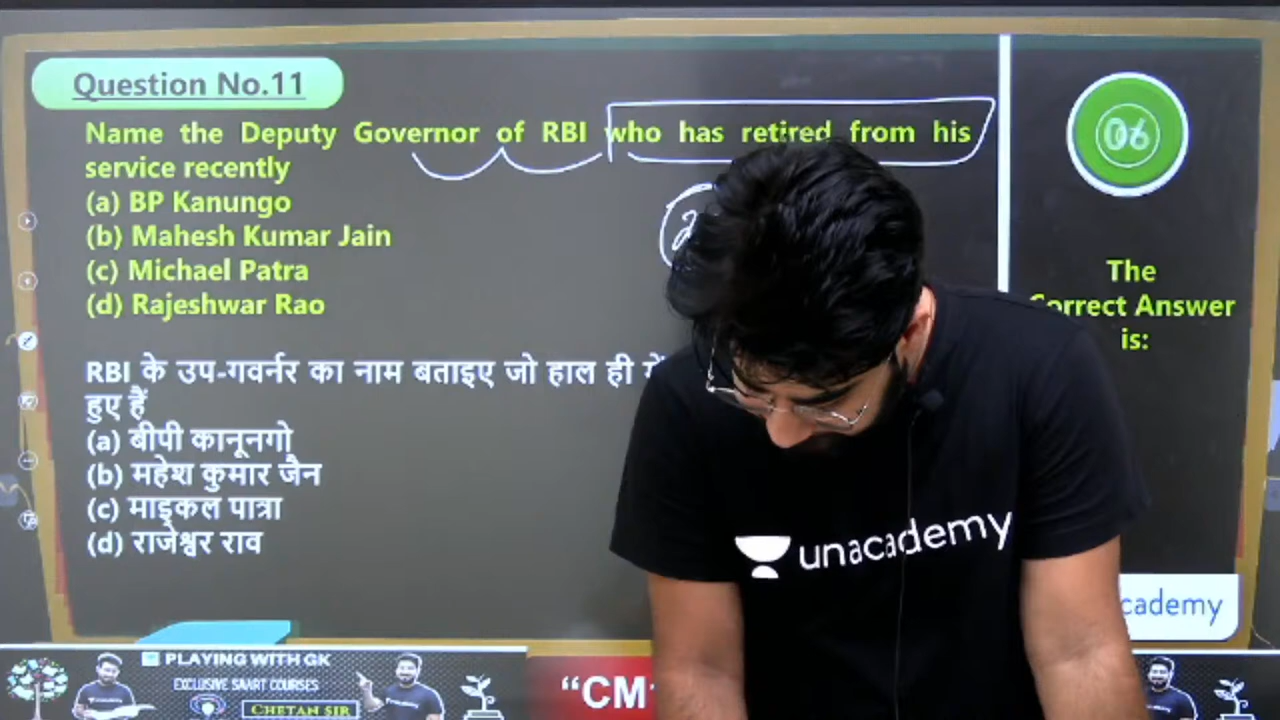 Question No.11
Name the Deputy Governor of RBI who has retired from his
service recently
(a) BP Kanungo
(b) Mahesh Kumar Jain
(c) Michael Patra
(d) Rajeshwar Rao
RBI के उप-गवर्नर का नाम बताइए जो हाल ही में
हुए हैं
(a) बीपी कानूनगो
(b) महेश कुमार जैन
(c) माइकल पात्रा
(d) राजेश्वर राव
06
The
Correct Answer
is:
unacademy
cademy
PLAYING WITH GK
EXCLUSIVE SMART COURSES
CHETAN SIR
“CM